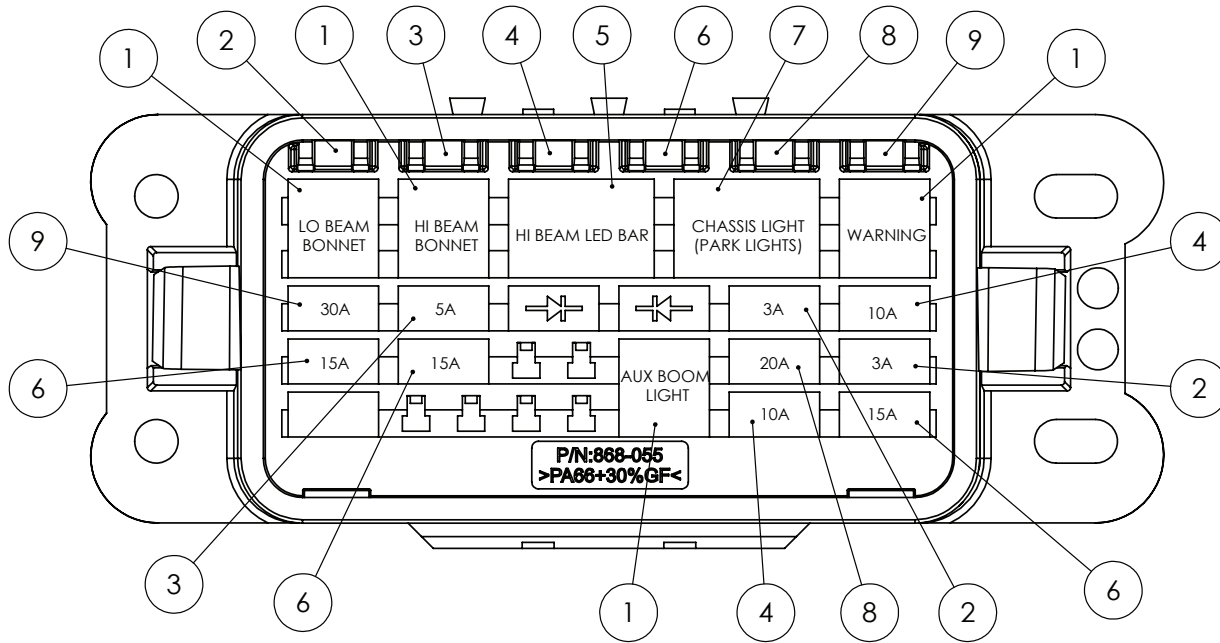 2
1
3
4
5
6
7
8
9
1
1
LO BEAM
BONNET
HI BEAM
BONNET
HI BEAM LED BAR
CHASSIS LIGHT
(PARK LIGHTS)
WARNING
9
4
30A
5A
3A
10A
6
15A
15A
AUX BOOM
LIGHT
20A
3A
2
10A
15A
P/N:868-055
>PA66+30%GF<
3
6
1
4
8
2
6